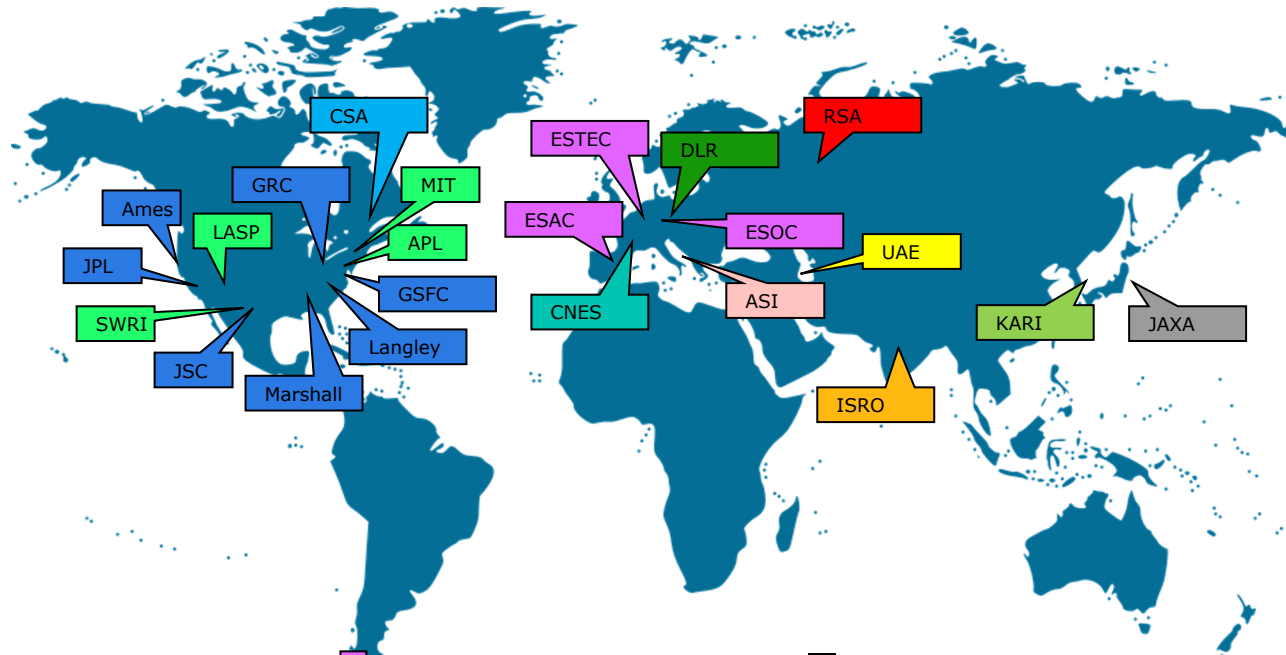 CSA
RSA
ESTEC
DLR
GRC
MIT
Ames
LASP
APL
ESAC
ESOC
UAE
JPL
GSFC
ASI
CNES
SWRI
KARI
JAXA
Langley
JSC
Marshall
ISRO